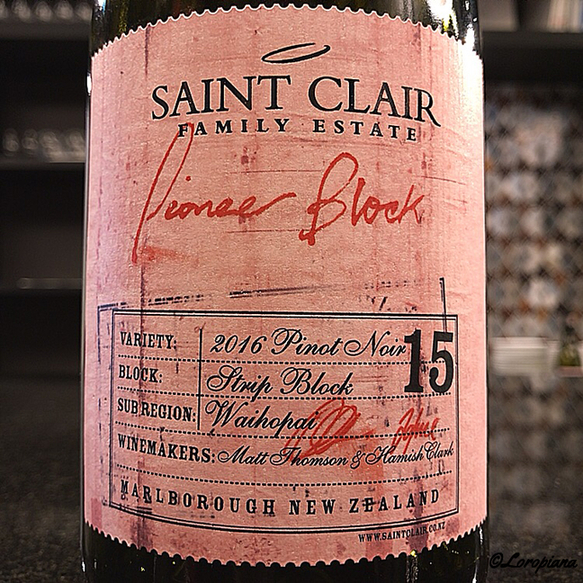 SAINT CLAIR
FAMILY ESTATE
Pioneer Block
VARIETY: 2016 Pinot Noir 15
BLOCK: Strip Block
SUB REGION: Waihopai
WINEMAKERS: Matt Thomson & Hamish Clark
MARLBOROUGH NEW ZEALAND
WWW.SAINTCLAIR.CO.NZ
©Loropiana